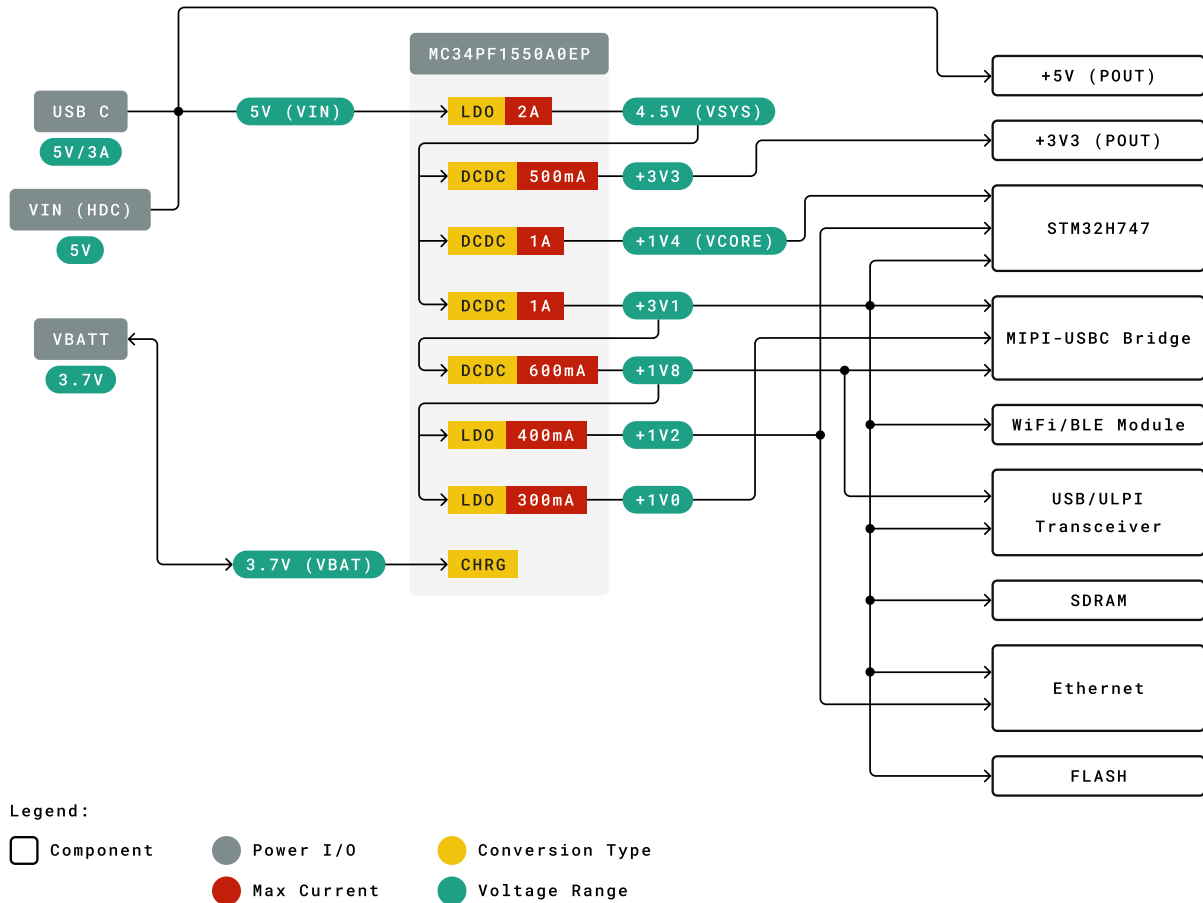 MC34PF1550A0EP
USB C
5V/3A
VIN (HDC)
5V
VBATT
3.7V
5V (VIN)
LDO 2A
4.5V (VSYS)
DCDC 500mA
+3V3
DCDC 1A
+1V4 (VCORE)
DCDC 1A
+3V1
DCDC 600mA
+1V8
LDO 400mA
+1V2
LDO 300mA
+1V0
3.7V (VBAT)
CHRG
+5V (POUT)
+3V3 (POUT)
STM32H747
MIPI-USBC Bridge
WiFi/BLE Module
USB/ULPI
Transceiver
SDRAM
Ethernet
FLASH
Legend:
Component
Power I/O
Conversion Type
Max Current
Voltage Range